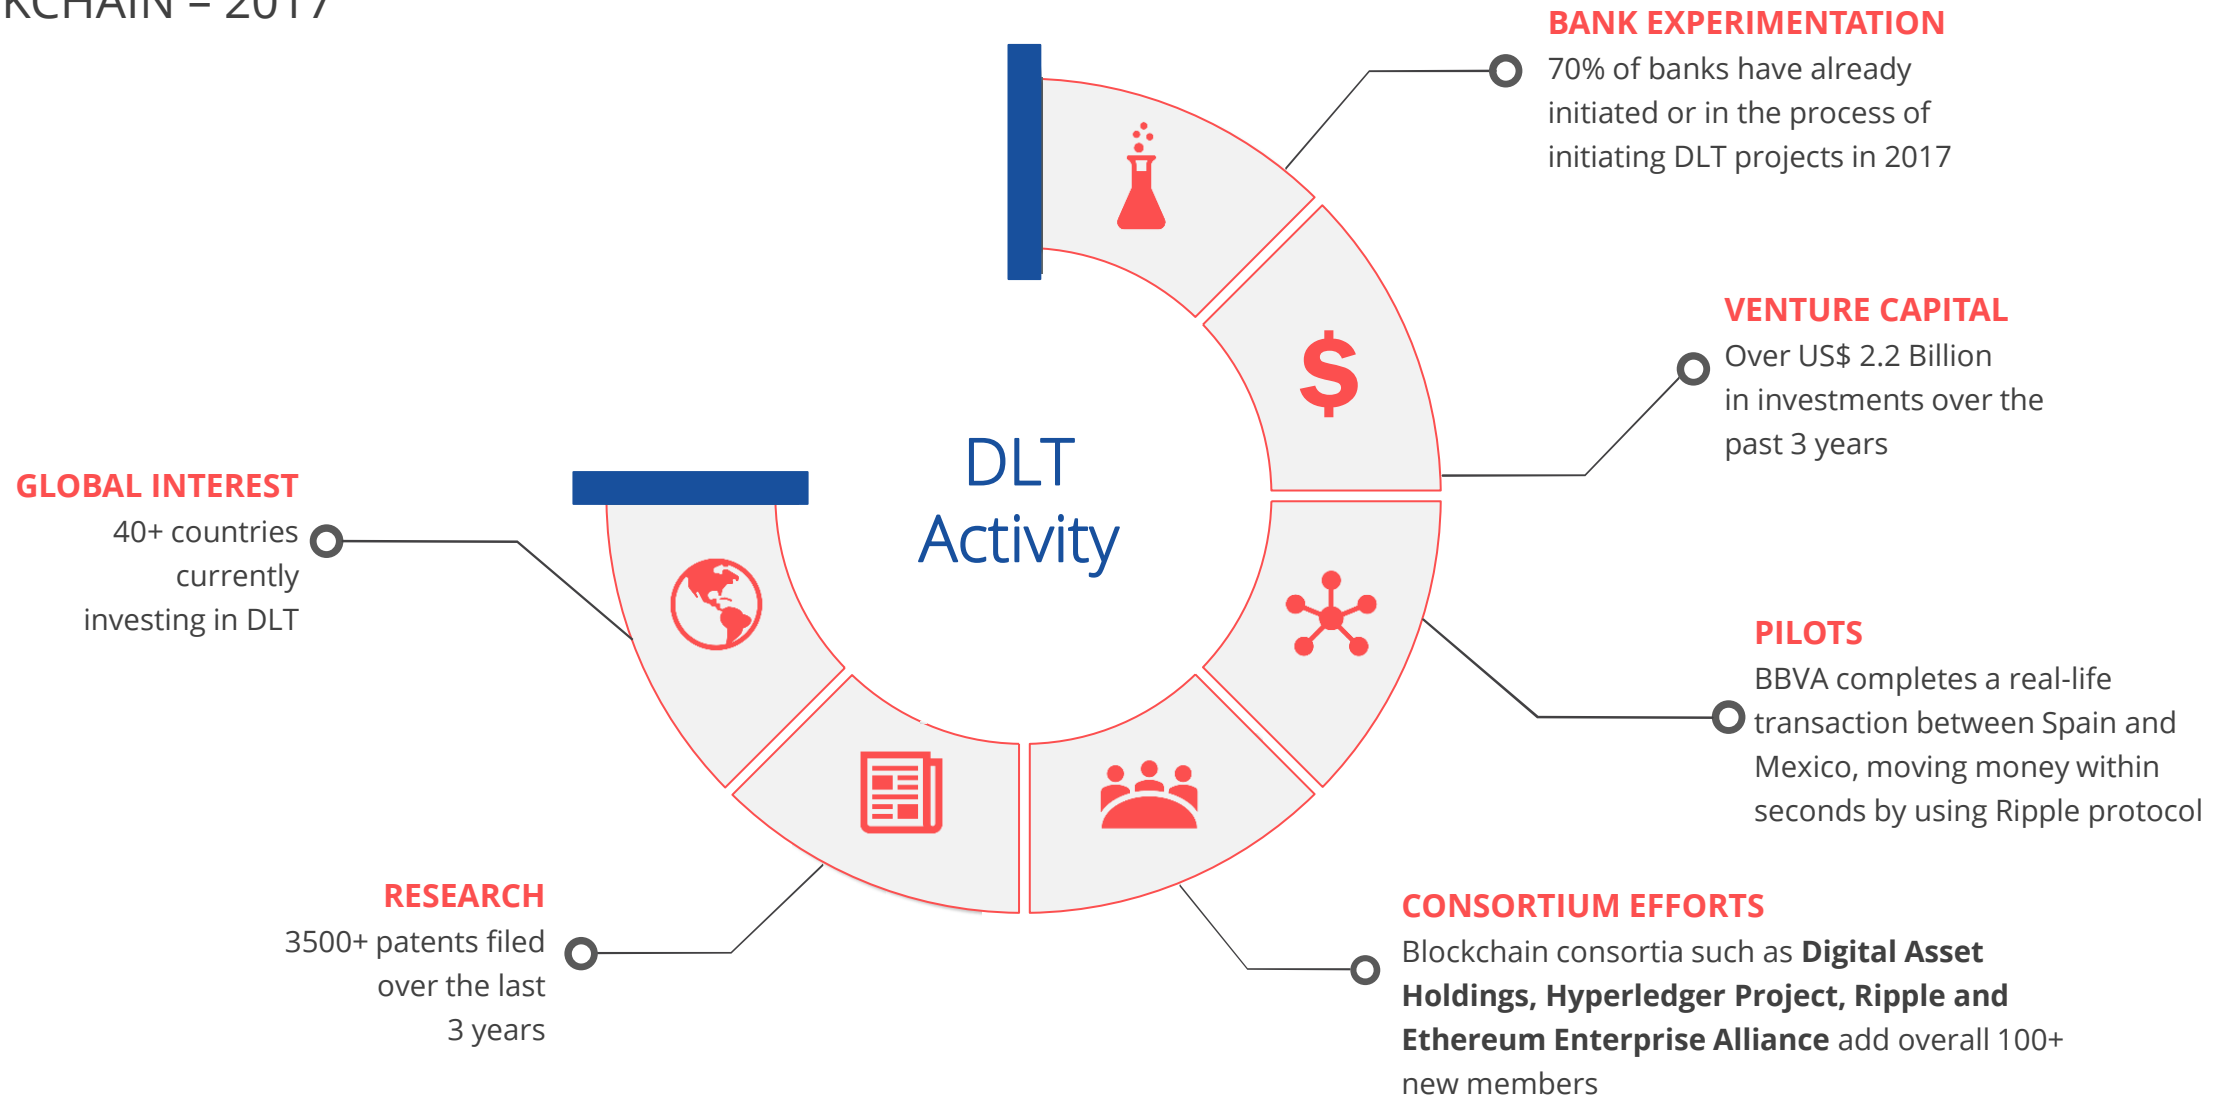 KCHAIN – 2017
BANK EXPERIMENTATION
70% of banks have already
initiated or in the process of
initiating DLT projects in 2017
VENTURE CAPITAL
Over US$ 2.2 Billion
in investments over the
past 3 years
DLT
Activity
GLOBAL INTEREST
40+ countries
currently
investing in DLT
PILOTS
BBVA completes a real-life
transaction between Spain and
Mexico, moving money within
seconds by using Ripple protocol
RESEARCH
3500+ patents filed
over the last
3 years
CONSORTIUM EFFORTS
Blockchain consortia such as Digital Asset
Holdings, Hyperledger Project, Ripple and
Ethereum Enterprise Alliance add overall 100+
new members